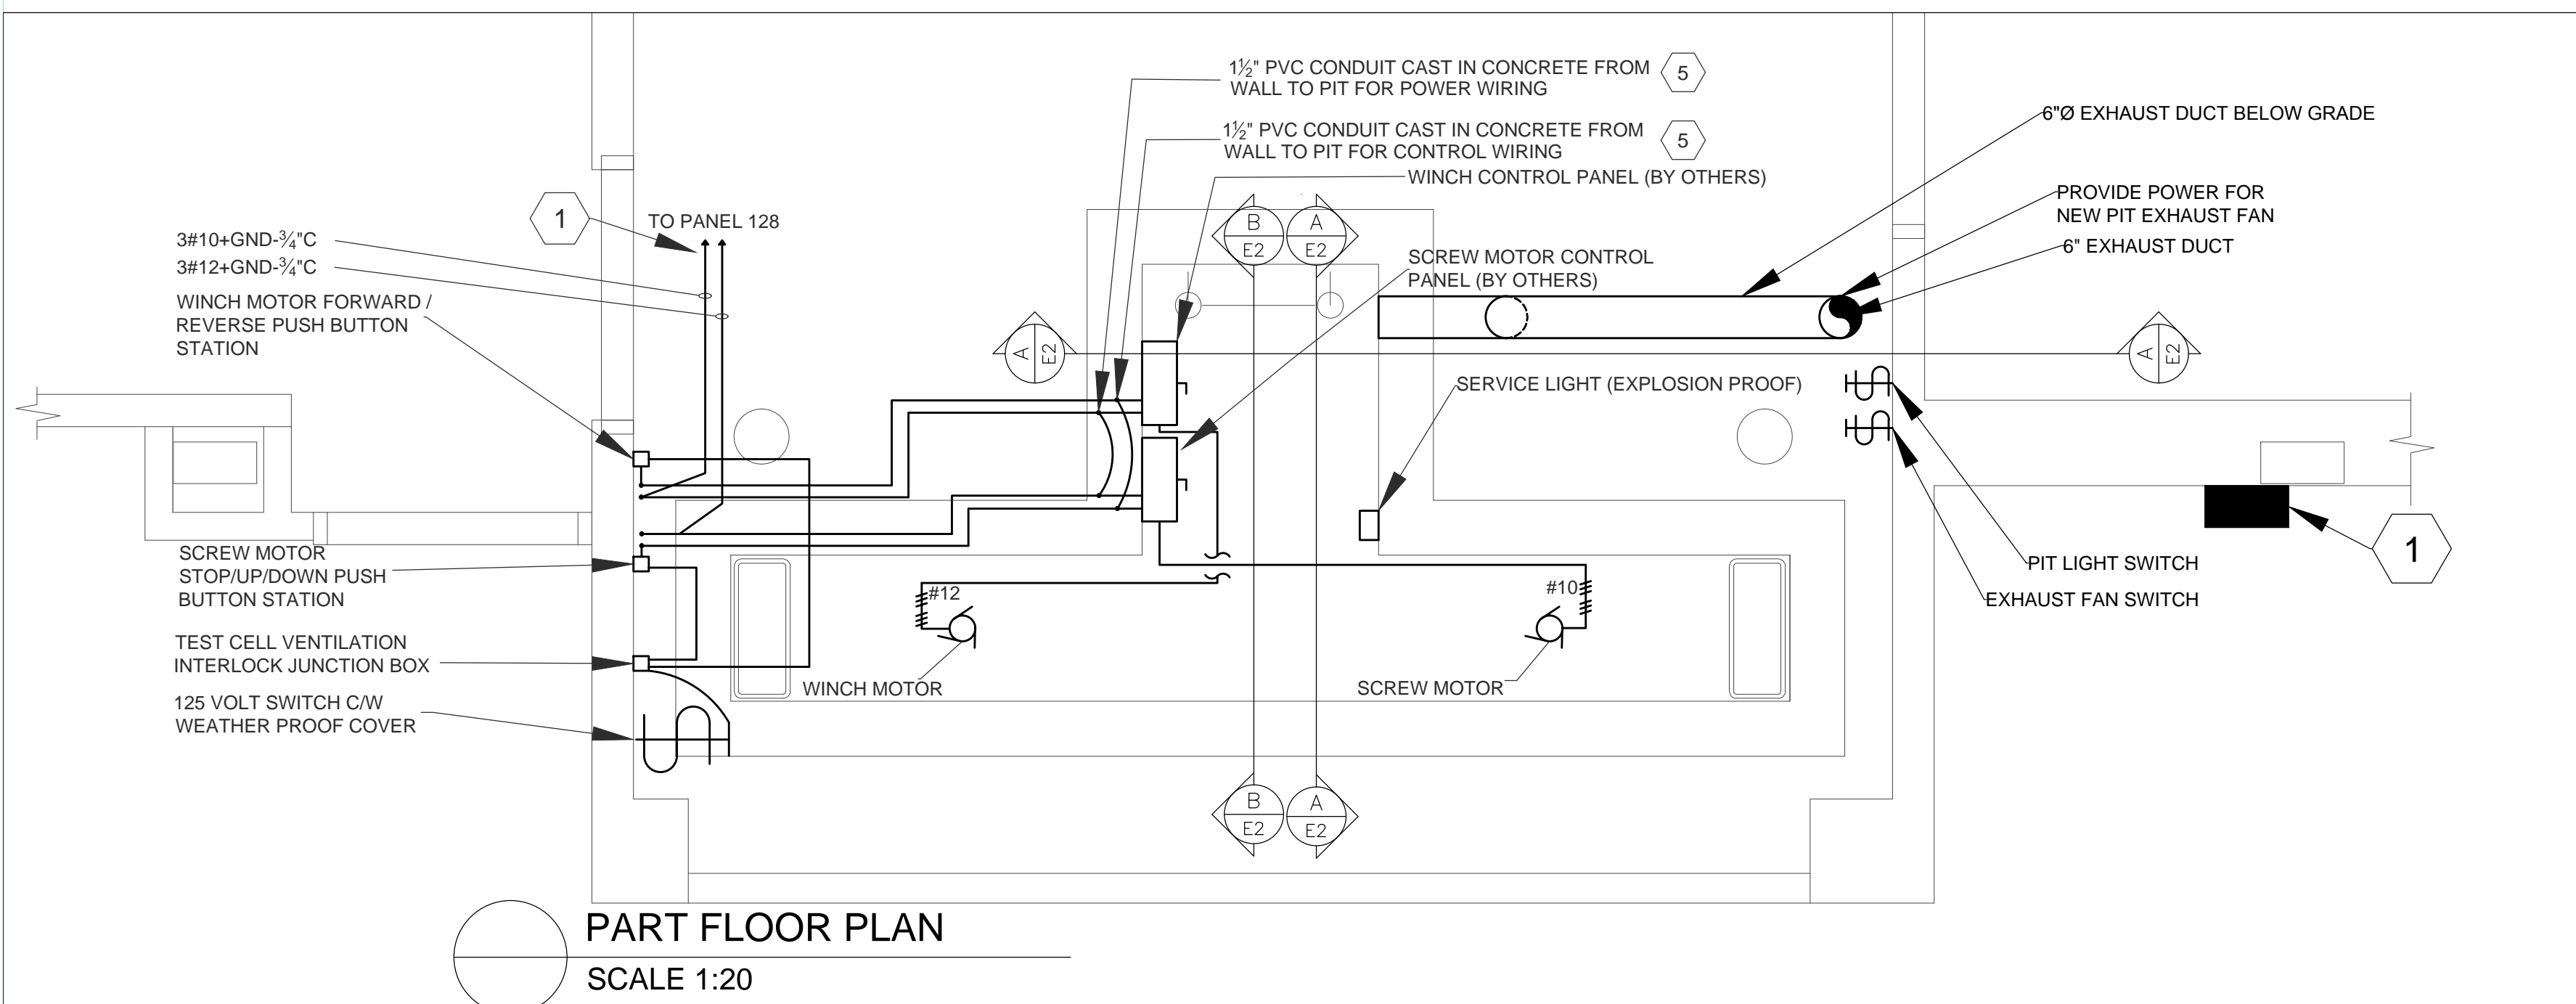 1½" PVC CONDUIT CAST IN CONCRETE FROM
WALL TO PIT FOR POWER WIRING
5
1½" PVC CONDUIT CAST IN CONCRETE FROM
WALL TO PIT FOR CONTROL WIRING
5
WINCH CONTROL PANEL (BY OTHERS)
6"Ø EXHAUST DUCT BELOW GRADE
PROVIDE POWER FOR
NEW PIT EXHAUST FAN
6" EXHAUST DUCT
1
TO PANEL 128
3#10+GND-¾"C
3#12+GND-¾"C
WINCH MOTOR FORWARD /
REVERSE PUSH BUTTON
STATION
B
E2
A
E2
SCREW MOTOR CONTROL
PANEL (BY OTHERS)
A
E2
A
E2
SERVICE LIGHT (EXPLOSION PROOF)
SCREW MOTOR
STOP/UP/DOWN PUSH
BUTTON STATION
#12
#10
PIT LIGHT SWITCH
EXHAUST FAN SWITCH
1
TEST CELL VENTILATION
INTERLOCK JUNCTION BOX
WINCH MOTOR
SCREW MOTOR
125 VOLT SWITCH C/W
WEATHER PROOF COVER
B
E2
A
E2
PART FLOOR PLAN
SCALE 1:20